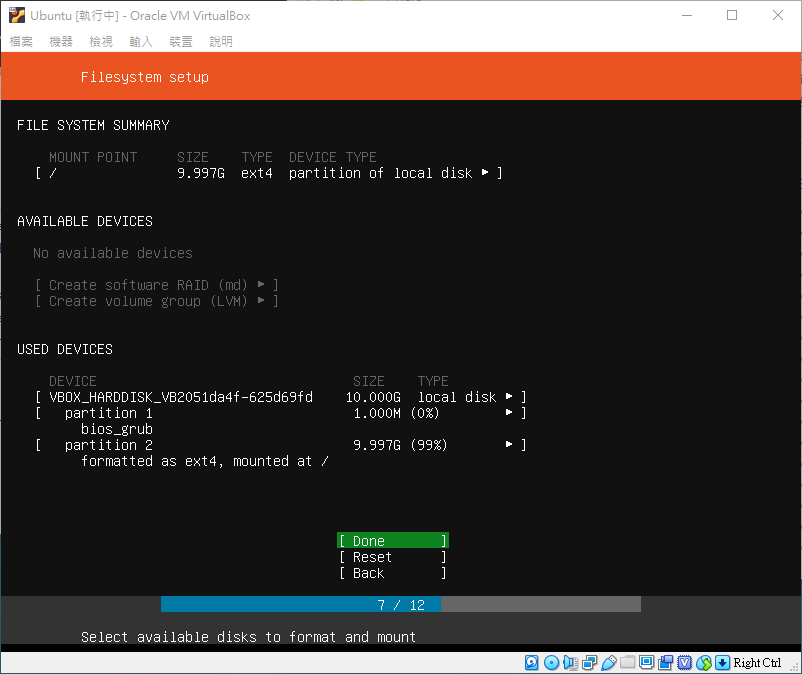 Ubuntu [執行中] - Oracle VM VirtualBox
檔案 機器 檢視 輸入 裝置 說明
Filesystem setup
FILE SYSTEM SUMMARY
MOUNT POINT SIZE TYPE DEVICE TYPE
[ / 9.997G ext4 partition of local disk ▸ ]
AVAILABLE DEVICES
No available devices
[ Create software RAID (md) ▸ ]
[ Create volume group (LVM) ▸ ]
USED DEVICES
DEVICE SIZE TYPE
[ VBOX_HARDDISK_VB2051da4f-625d69fd 10.000G local disk ▸ ]
[ partition 1 1.000M (0%) ▸ ]
bios_grub
[ partition 2 9.997G (99%) ▸ ]
formatted as ext4, mounted at /
[ Done ]
[ Reset ]
[ Back ]
7 / 12
Select available disks to format and mount
Right Ctrl